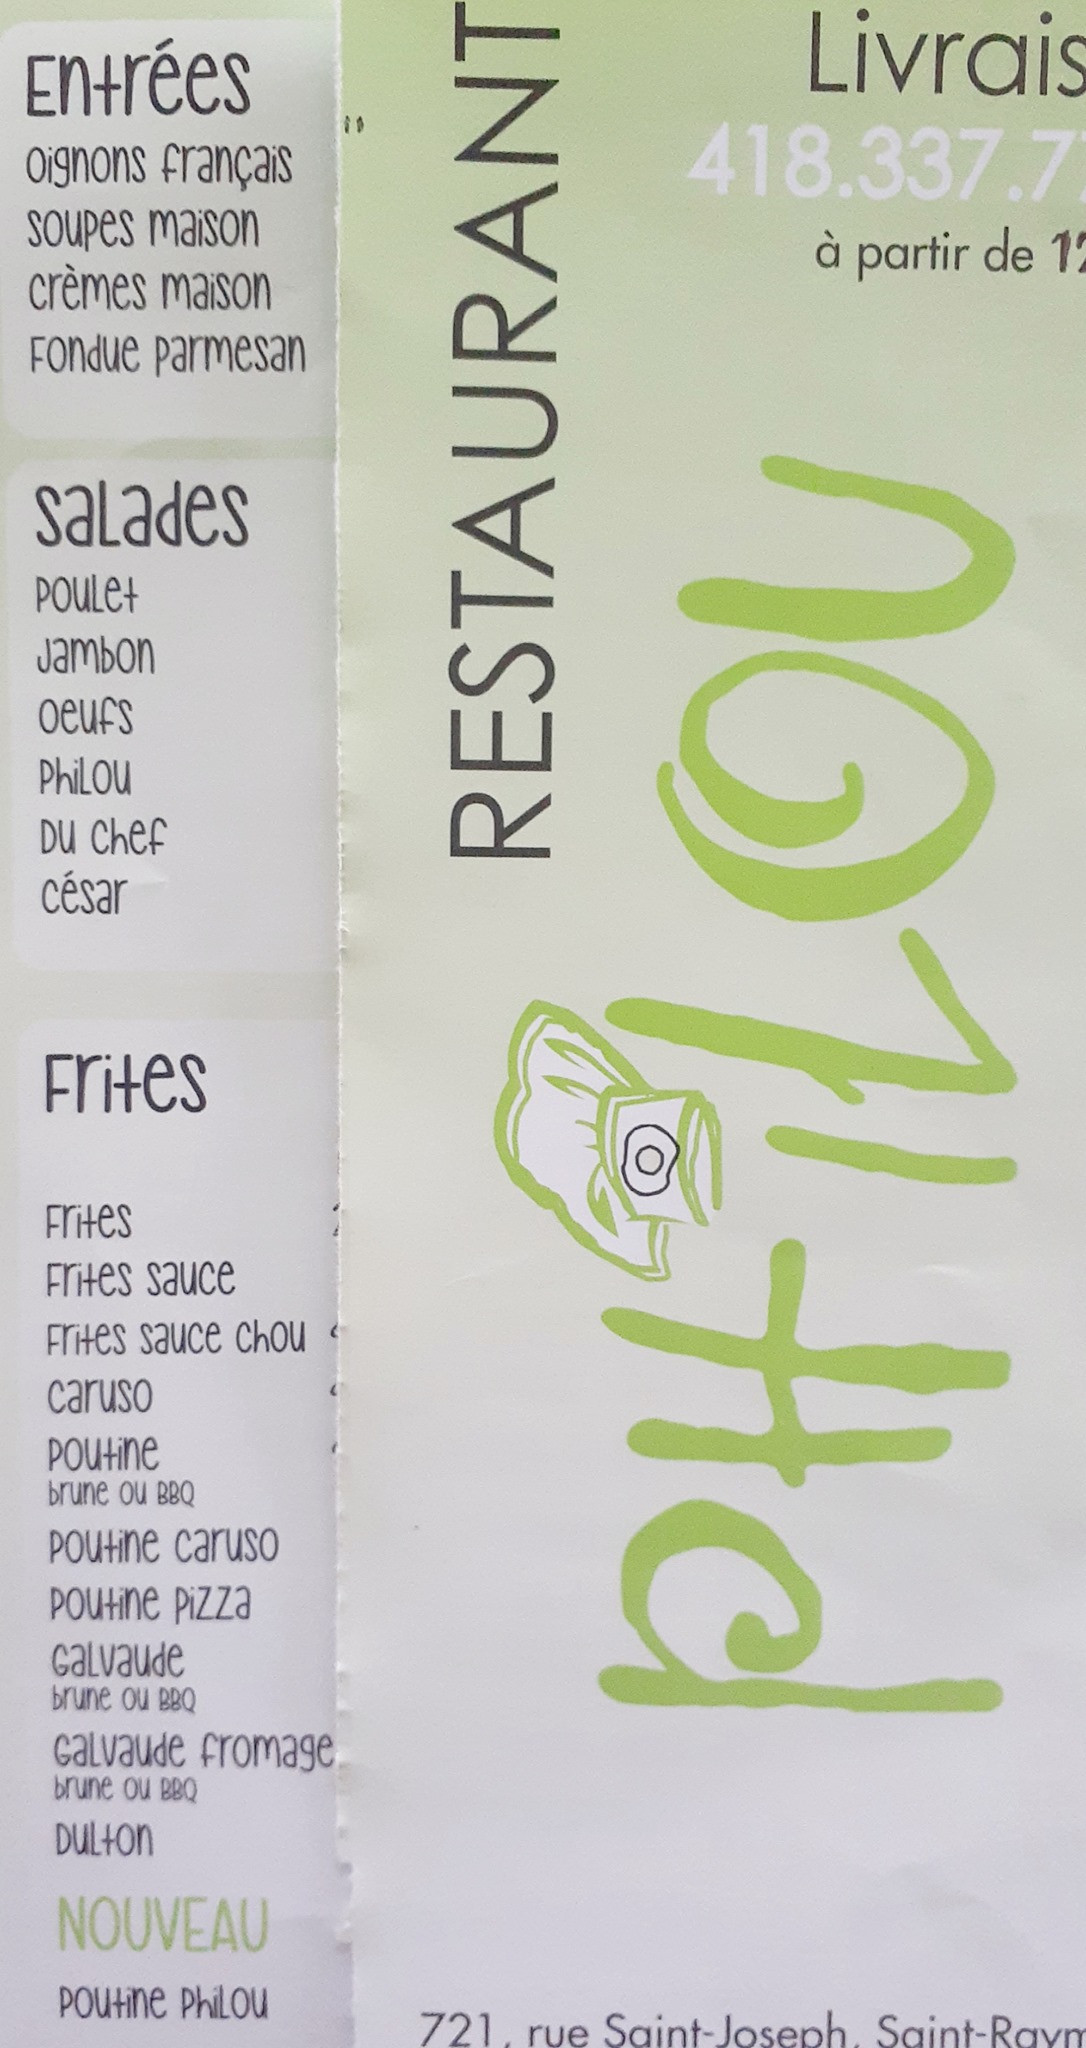 Entrées
oignons français
soupes maison
crèmes maison
Fondue parmesan
Salades
Poulet
Jambon
Oeufs
Philou
Du chef
César
Frites
Frites
Frites sauce
Frites sauce chou
Caruso
Poutine
brune ou BBQ
Poutine caruso
Poutine pizza
Galvaude
brune ou BBQ
Galvaude fromage
brune ou BBQ
Dulton
NOUVEAU
Poutine Philou
RESTAURANT
PHILOU
Livrais
418.337.7
à partir de
721, rue Saint-Joseph, Saint-Raym